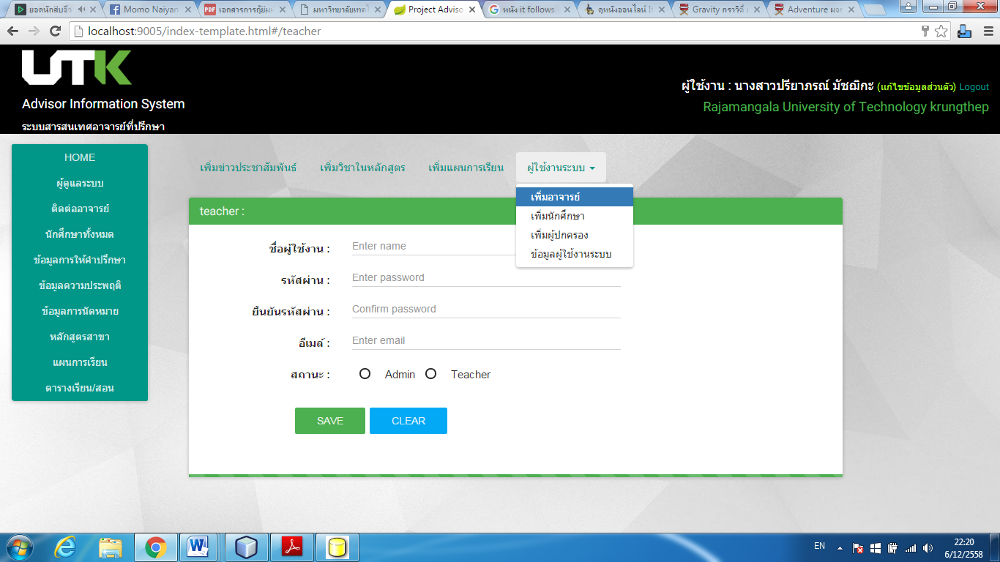 ยอดนักสืบจิ๋
Momo Naiyan
PDF เอกสารการกู้ยืมเ
มหาวิทยาลัยเทคโ
Project Adviso
หนัง it follows
ดูหนังออนไลน์ It
Gravity กราวิตี้
Adventure ผจ
localhost:9005/index-template.html#/teacher
UTK
Advisor Information System
ระบบสารสนเทศอาจารย์ที่ปรึกษา
ผู้ใช้งาน : นางสาวปรียาภรณ์ มัชฌิกะ (แก้ไขข้อมูลส่วนตัว) Logout
Rajamangala University of Technology krungthep
HOME
ผู้ดูแลระบบ
ติดต่ออาจารย์
นักศึกษาทั้งหมด
ข้อมูลการให้คำปรึกษา
ข้อมูลความประพฤติ
ข้อมูลการนัดหมาย
หลักสูตรสาขา
แผนการเรียน
ตารางเรียน/สอน
เพิ่มข่าวประชาสัมพันธ์ เพิ่มวิชาในหลักสูตร เพิ่มแผนการเรียน ผู้ใช้งานระบบ
เพิ่มอาจารย์
เพิ่มนักศึกษา
เพิ่มผู้ปกครอง
ข้อมูลผู้ใช้งานระบบ
teacher :
ชื่อผู้ใช้งาน : Enter name
รหัสผ่าน : Enter password
ยืนยันรหัสผ่าน : Confirm password
อีเมล์ : Enter email
สถานะ : Admin Teacher
SAVE CLEAR
EN
22:20
6/12/2558